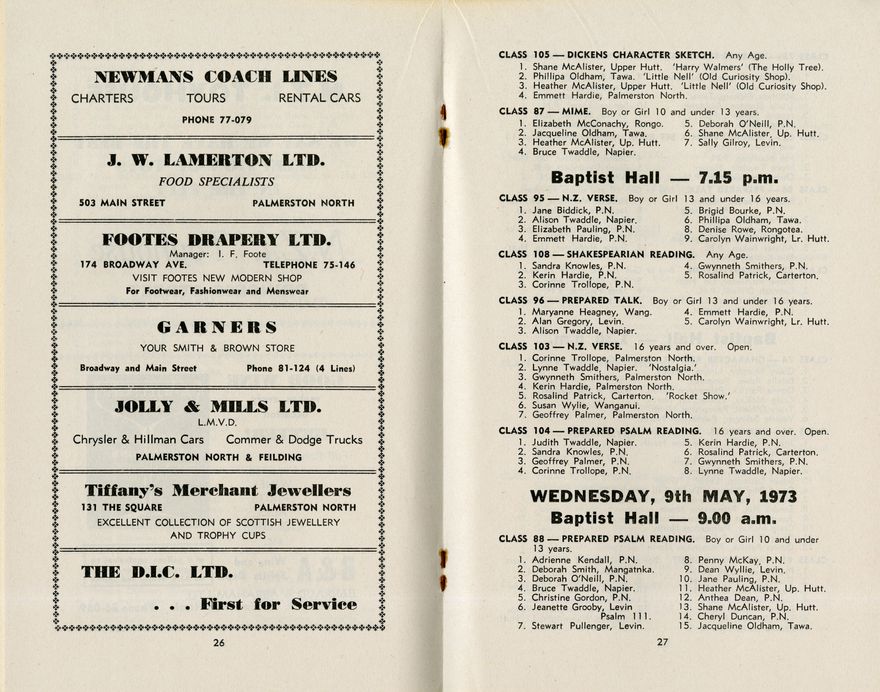 NEWMANS COACH LINES
CHARTERS TOURS RENTAL CARS
PHONE 77-079
J. W. LAMERTON LTD.
FOOD SPECIALISTS
503 MAIN STREET PALMERSTON NORTH
FOOTES DRAPERY LTD.
Manager: I. F. Foote
174 BROADWAY AVE. TELEPHONE 75-146
VISIT FOOTES NEW MODERN SHOP
For Footwear, Fashionwear and Menswear
GARNERS
YOUR SMITH & BROWN STORE
Broadway and Main Street Phone 81-124 (4 Lines)
JOLLY & MILLS LTD.
L.M.V.D.
Chrysler & Hillman Cars Commer & Dodge Trucks
PALMERSTON NORTH & FEILDING
Tiffany's Merchant Jewellers
131 THE SQUARE PALMERSTON NORTH
EXCELLENT COLLECTION OF SCOTTISH JEWELLERY
AND TROPHY CUPS
THE D.I.C. LTD.
. . . First for Service
26
CLASS 105 — DICKENS CHARACTER SKETCH. Any Age.
1. Shane McAlister, Upper Hutt. 'Harry Walmers' (The Holly Tree).
2. Phillipa Oldham, Tawa. 'Little Nell' (Old Curiosity Shop).
3. Heather McAlister, Upper Hutt. 'Little Nell' (Old Curiosity Shop).
4. Emmett Hardie, Palmerston North.
CLASS 87 — MIME. Boy or Girl 10 and under 13 years.
1. Elizabeth McConachy, Rongo. 5. Deborah O'Neill, P.N.
2. Jacqueline Oldham, Tawa. 6. Shane McAlister, Up. Hutt.
3. Heather McAlister, Up. Hutt. 7. Sally Gilroy, Levin.
4. Bruce Twaddle, Napier.
Baptist Hall — 7.15 p.m.
CLASS 95 — N.Z. VERSE. Boy or Girl 13 and under 16 years.
1. Jane Biddick, P.N. 5. Brigid Bourke, P.N.
2. Alison Twaddle, Napier. 6. Phillipa Oldham, Tawa.
3. Elizabeth Pauling, P.N. 8. Denise Rowe, Rongotea.
4. Emmett Hardie, P.N. 9. Carolyn Wainwright, Lr. Hutt.
CLASS 108 — SHAKESPERIAN READING. Any Age.
1. Sandra Knowles, P.N. 4. Gwynneth Smithers, P.N.
2. Kerin Hardie, P.N. 5. Rosalind Patrick, Carterton.
3. Corinne Trollope, P.N.
CLASS 96 — PREPARED TALK. Boy or Girl 13 and under 16 years.
1. Maryanne Heagney, Wang. 4. Emmett Hardie, P.N.
2. Alan Gregory, Levin. 5. Carolyn Wainwright, Lr. Hutt.
3. Alison Twaddle, Napier.
CLASS 103 — N.Z. VERSE. 16 years and over. Open.
1. Corinne Trollope, Palmerston North.
2. Lynne Twaddle, Napier. 'Nostalgia.'
3. Gwynneth Smithers, Palmerston North.
4. Kerin Hardie, Palmerston North.
5. Rosalind Patrick, Carterton. 'Rocket Show.'
6. Susan Wylie, Wanganui.
7. Geoffrey Palmer, Palmerston North.
CLASS 104 — PREPARED PSALM READING. 16 years and over. Open.
1. Judith Twaddle, Napier. 5. Kerin Hardie, P.N.
2. Sandra Knowles, P.N. 6. Rosalind Patrick, Carterton.
3. Geoffrey Palmer, P.N. 7. Gwynneth Smithers, P.N.
4. Corinne Trollope, P.N. 8. Lynne Twaddle, Napier.
WEDNESDAY, 9th MAY, 1973
Baptist Hall — 9.00 a.m.
CLASS 88 — PREPARED PSALM READING. Boy or Girl 10 and under
13 years.
1. Adrienne Kendall, P.N. 8. Penny McKay, P.N.
2. Deborah Smith, Mangatnka. 9. Dean Wyllie, Levin.
3. Deborah O'Neill, P.N. 10. Jane Pauling, P.N.
4. Bruce Twaddle, Napier. 11. Heather McAlister, Up. Hutt.
5. Christine Gordon, P.N. 12. Anthea Dean, P.N.
6. Jeanette Grooby, Levin 13. Shane McAlister, Up. Hutt.
Psalm 111. 14. Cheryl Duncan, P.N.
7. Stewart Pullenger, Levin. 15. Jacqueline Oldham, Tawa.
27